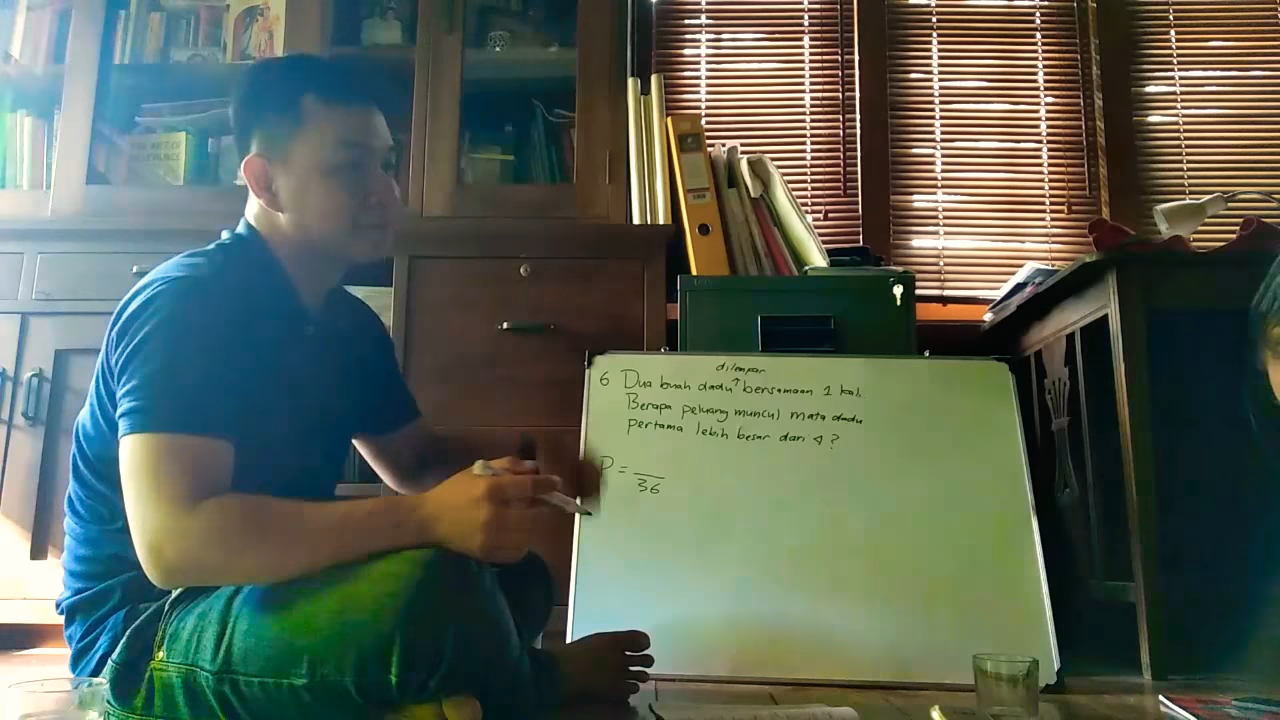 dilempar
6 Dua buah dadu ↑ bersamaan 1 kali.
Berapa peluang muncul mata dadu
pertama lebih besar dari 4 ?
P = —
36